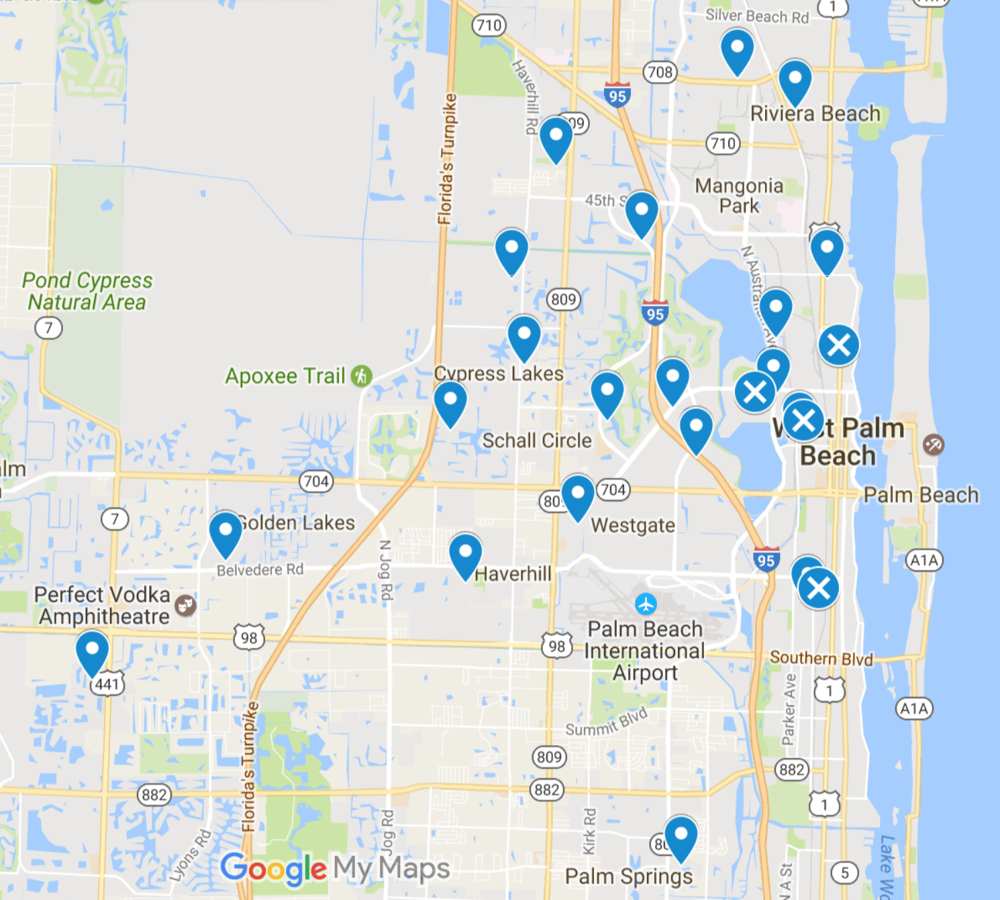 Silver Beach Rd
1
710
708
Haverhill Rd
95
Riviera Beach
Florida's Turnpike
710
Mangonia
Park
45th
Pond Cypress
Natural Area
N Australian Ave
809
95
7
Apoxee Trail
Cypress Lakes
Schall Circle
West Palm
Beach
704
704
Palm Beach
7
Golden Lakes
Westgate
N Jog Rd
95
A1A
Belvedere Rd
Haverhill
Perfect Vodka
Amphitheatre
98
98
Palm Beach
International
Airport
Southern Blvd
441
1
Parker Ave
A1A
Summit Blvd
Florida's Turnpike
809
882
882
882
1
Jog Rd
Kirk Rd
Lyons Rd
Google My Maps
Palm Springs
5
N A St
Lake